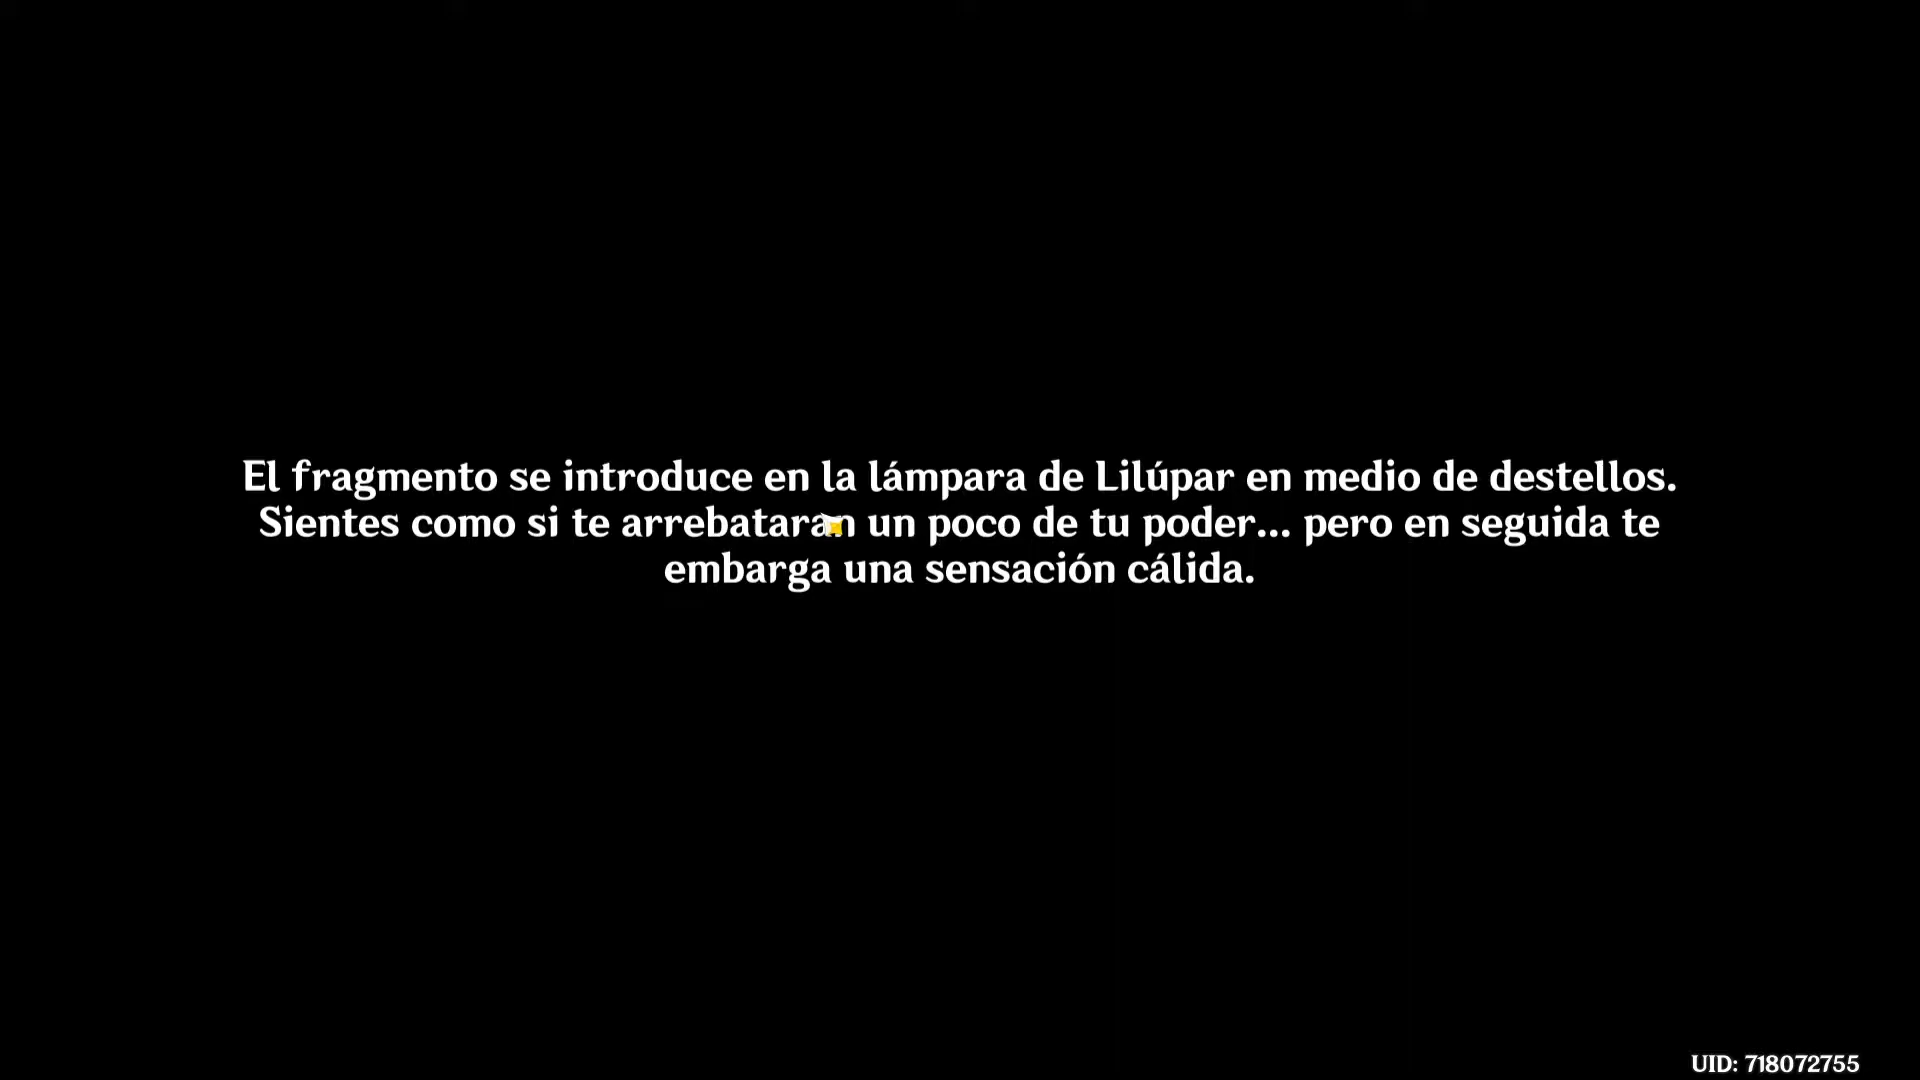 El fragmento se introduce en la lámpara de Lilúpar en medio de destellos.
Sientes como si te arrebataran un poco de tu poder... pero en seguida te
embarga una sensación cálida.
UID: 718072755